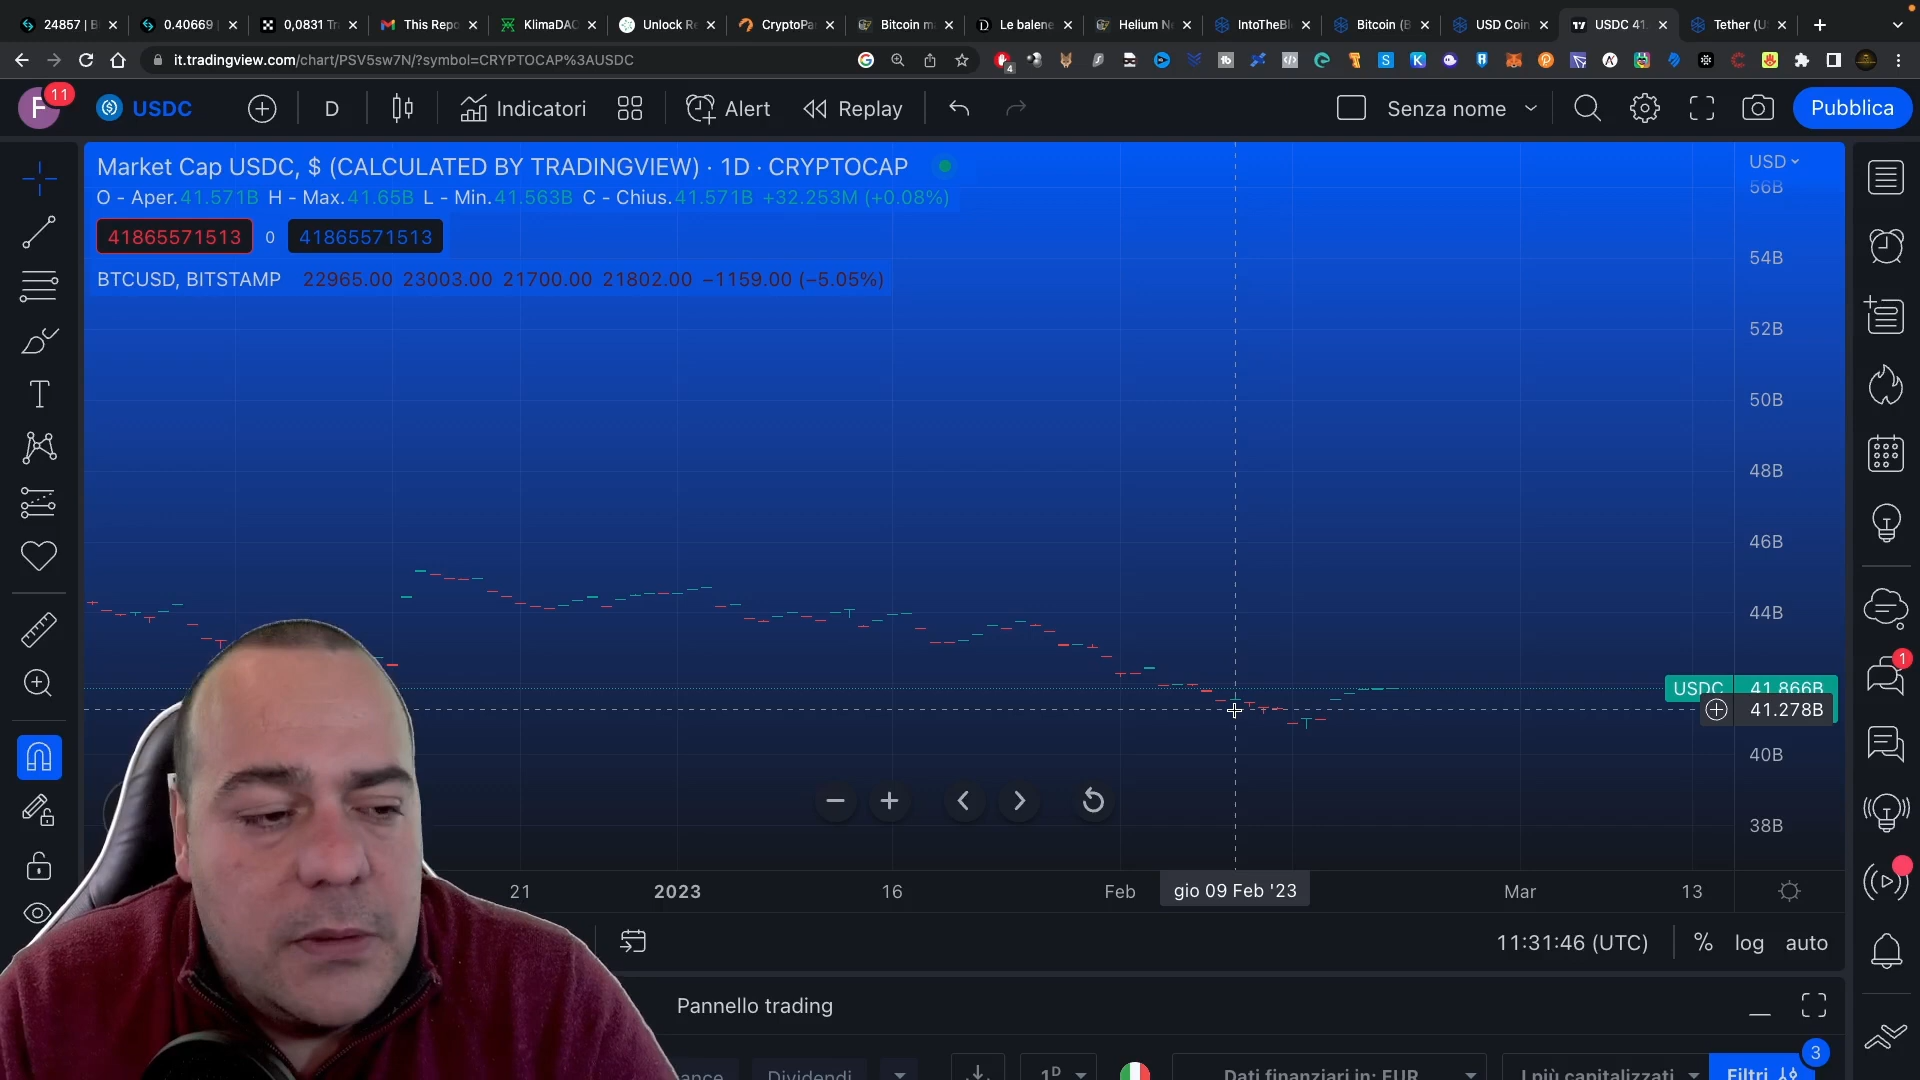 24857 | B
0.40669 |
0,0831 Tra
This Repo
KlimaDAO
Unlock Re
CryptoPan
Bitcoin m
Le balene
Helium Ne
IntoTheBl
Bitcoin (B
USD Coin
USDC 41.
Tether (U
it.tradingview.com/chart/PSV5sw7N/?symbol=CRYPTOCAP%3AUSDC
F 11 USDC D Indicatori Alert Replay Senza nome Pubblica
Market Cap USDC, $ (CALCULATED BY TRADINGVIEW) · 1D · CRYPTOCAP
USD
O - Aper.41.571B H - Max.41.65B L - Min.41.563B C - Chius.41.571B +32.253M (+0.08%)
56B
41865571513 0 41865571513
BTCUSD, BITSTAMP 22965.00 23003.00 21700.00 21802.00 −1159.00 (−5.05%)
54B
52B
50B
48B
46B
44B
USDC 41.866B
41.278B
40B
38B
21 2023 16 Feb gio 09 Feb '23 Mar 13
11:31:46 (UTC) % log auto
Pannello trading
3
ance Dividendi 1D Dati finanziari in: EUR I più capitalizzati Filtri
1
4